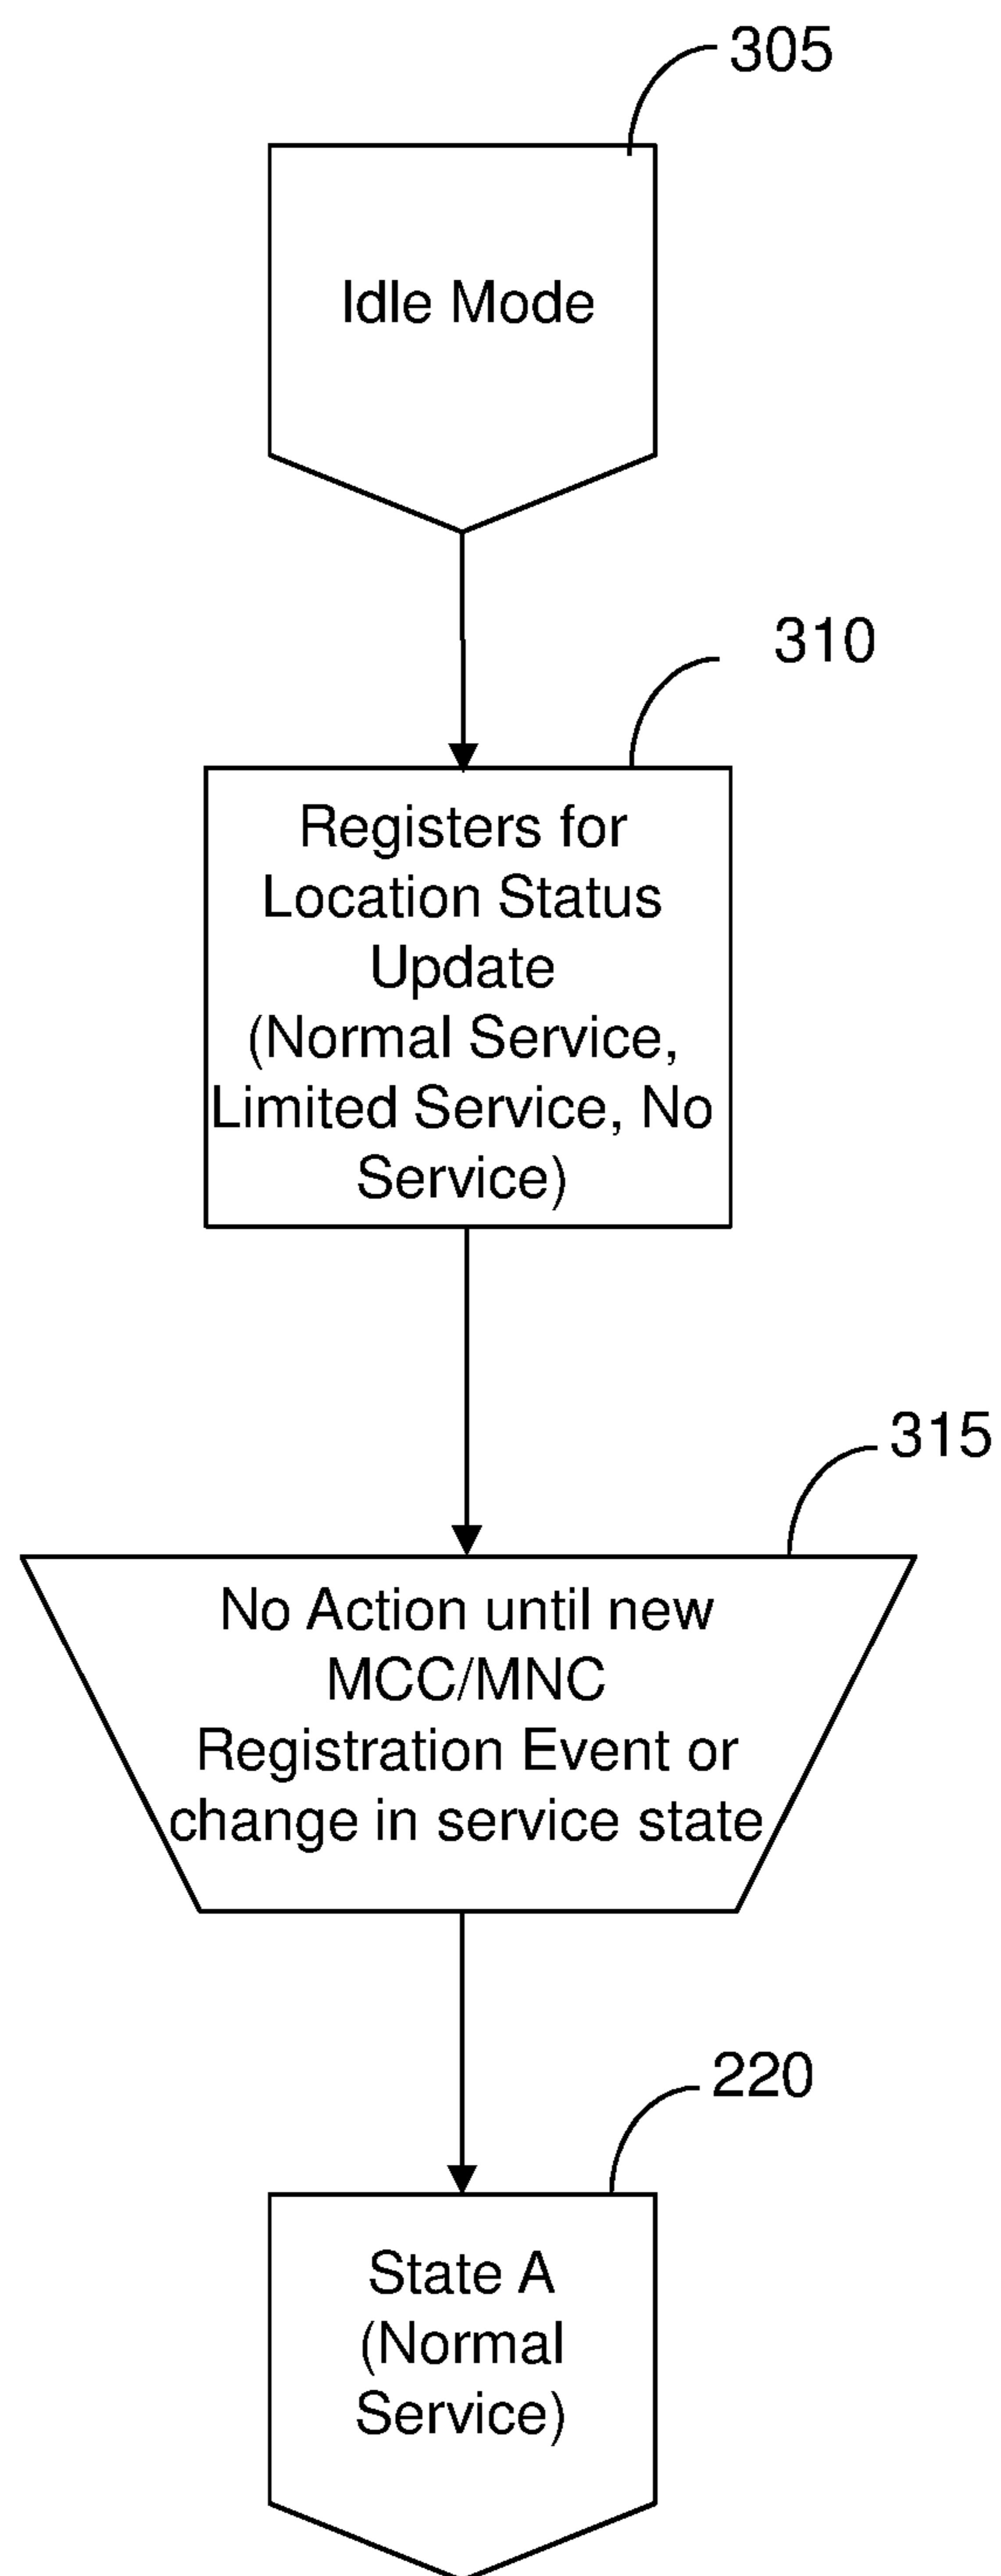 305
Idle Mode
310
Registers for
Location Status
Update
(Normal Service,
Limited Service, No
Service)
315
No Action until new
MCC/MNC
Registration Event or
change in service state
220
State A
(Normal
Service)